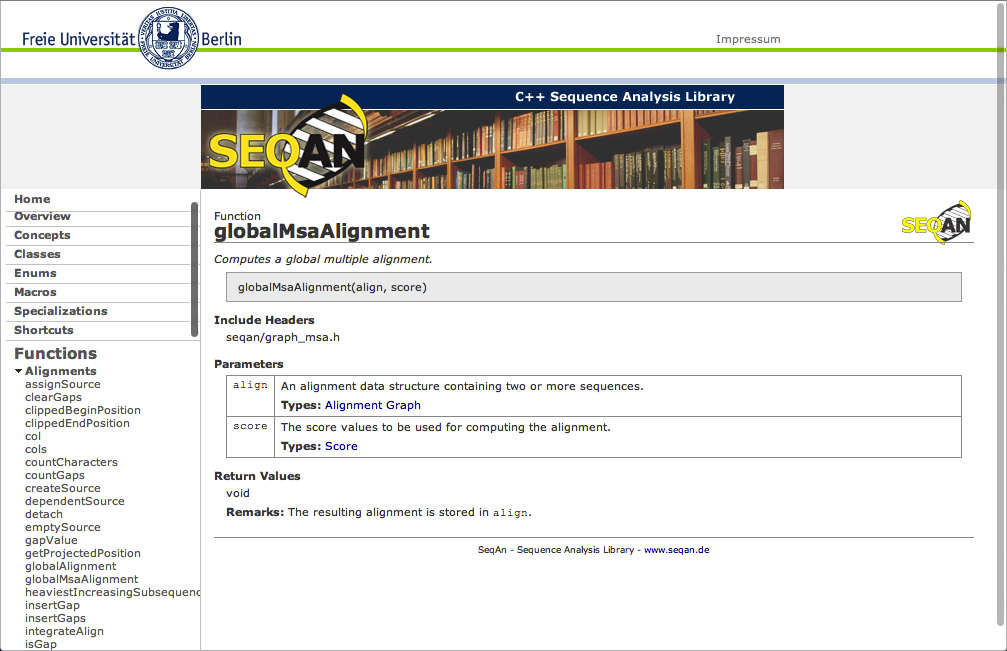 Freie Universität Berlin
Impressum
C++ Sequence Analysis Library
SEQAN
Home
Overview
Concepts
Classes
Enums
Macros
Specializations
Shortcuts
Functions
Alignments
assignSource
clearGaps
clippedBeginPosition
clippedEndPosition
col
cols
countCharacters
countGaps
createSource
dependentSource
detach
emptySource
gapValue
getProjectedPosition
globalAlignment
globalMsaAlignment
heaviestIncreasingSubsequenc
insertGap
insertGaps
integrateAlign
isGap
Function
globalMsaAlignment
SEQAN
Computes a global multiple alignment.
globalMsaAlignment(align, score)
Include Headers
seqan/graph_msa.h
Parameters
align An alignment data structure containing two or more sequences.
Types: Alignment Graph
score The score values to be used for computing the alignment.
Types: Score
Return Values
void
Remarks: The resulting alignment is stored in align.
SeqAn - Sequence Analysis Library - www.seqan.de